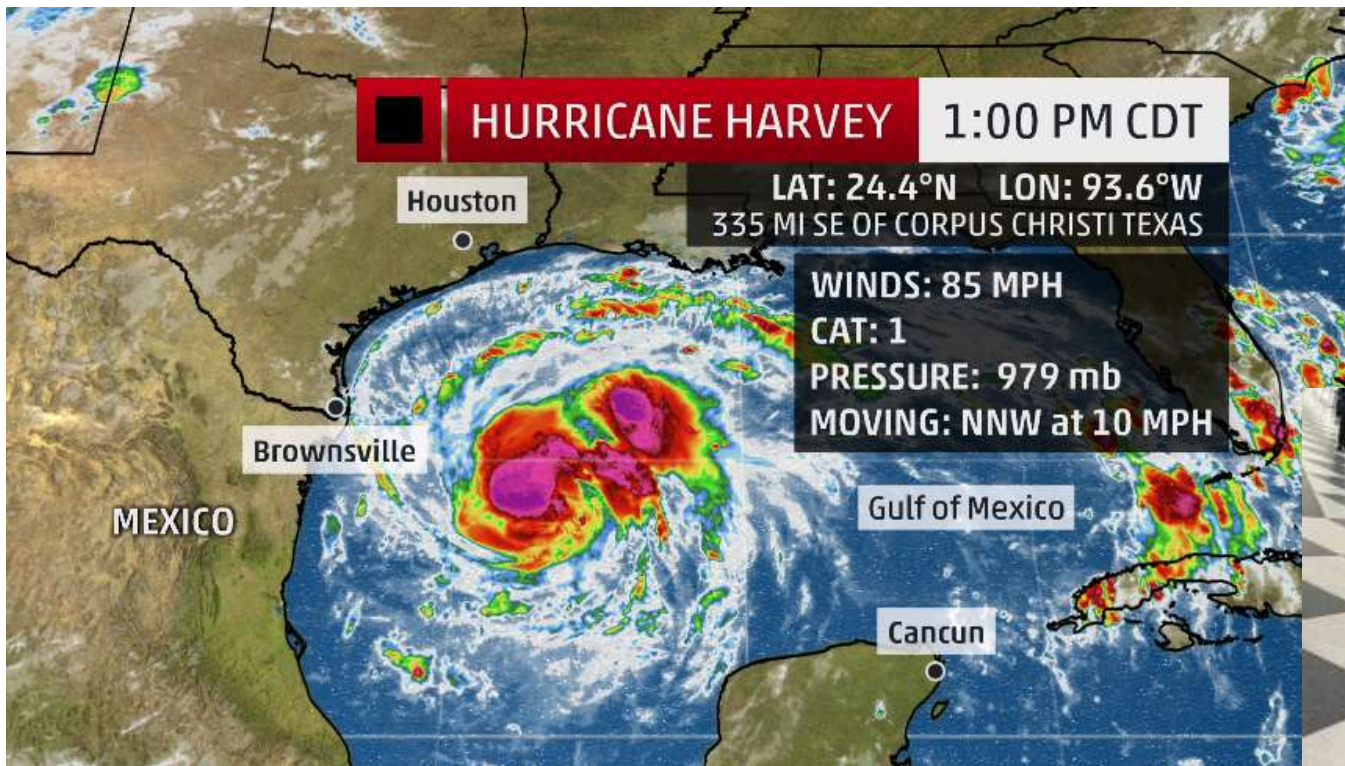 HURRICANE HARVEY 1:00 PM CDT
LAT: 24.4°N LON: 93.6°W
335 MI SE OF CORPUS CHRISTI TEXAS
WINDS: 85 MPH
CAT: 1
PRESSURE: 979 mb
MOVING: NNW at 10 MPH
Houston
Brownsville
MEXICO
Gulf of Mexico
Cancun